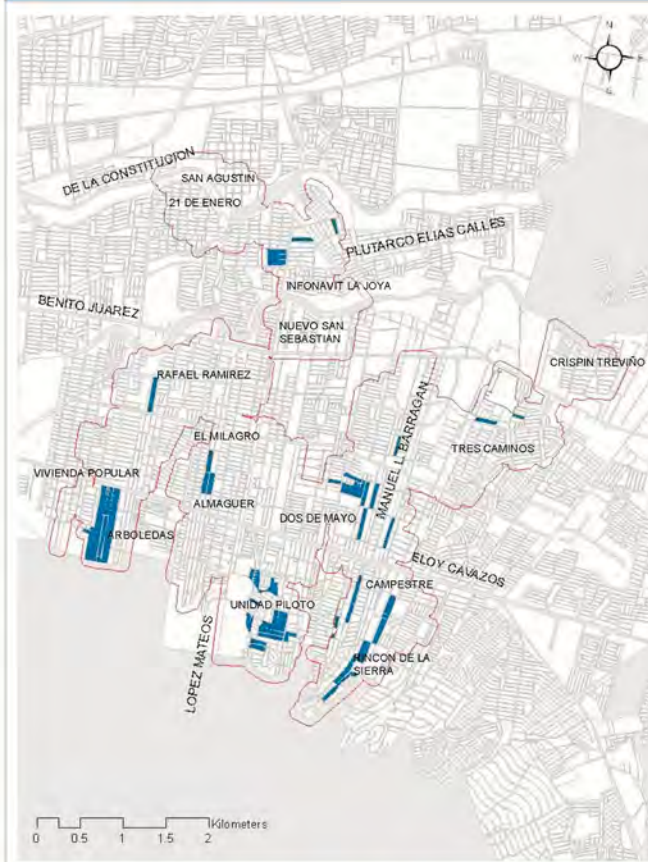 N
W
E
S
DE LA CONSTITUCION
SAN AGUSTIN
21 DE ENERO
PLUTARCO ELIAS CALLES
INFONAVIT LA JOYA
BENITO JUAREZ
NUEVO SAN
SEBASTIAN
CRISPIN TREVIÑO
RAFAEL RAMIREZ
MANUEL L. BARRAGAN
EL MILAGRO
TRES CAMINOS
VIVIENDA POPULAR
ALMAGUER
DOS DE MAYO
ARBOLEDAS
ELOY CAVAZOS
CAMPESTRE
UNIDAD PILOTO
LOPEZ MATEOS
RINCON DE LA
SIERRA
Kilometers
0 0.5 1 1.5 2